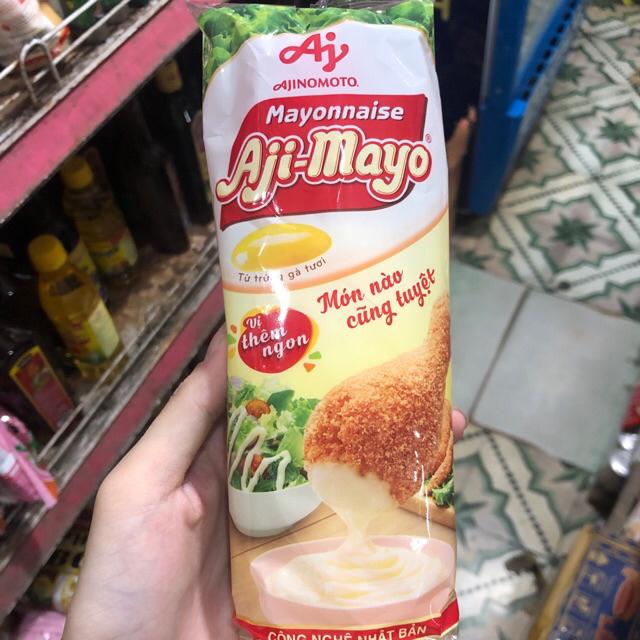 Aj
AJINOMOTO®
Mayonnaise
Aji-Mayo®
Từ trứng gà tươi
Món nào
cũng tuyệt
Vị
thêm
ngon
CÔNG NGHỆ NHẬT BẢN